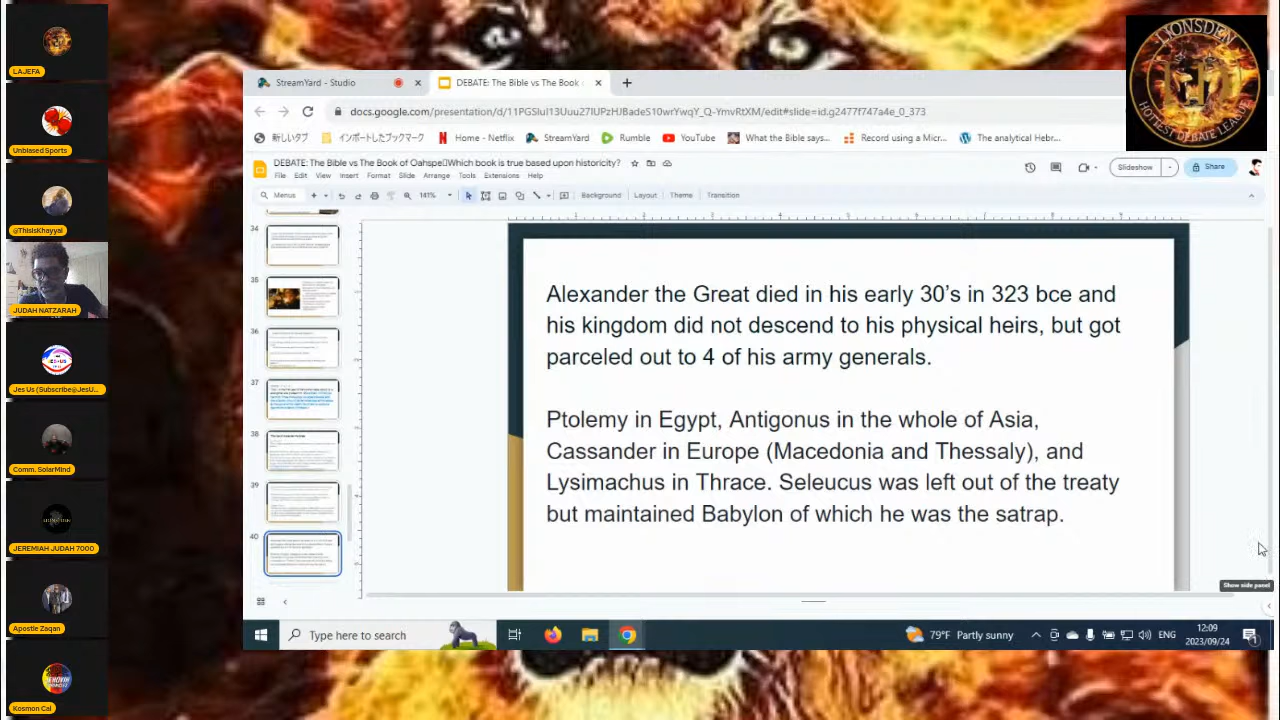 LAJEFA
Unbiased Sports
@ThisIsKhayyal
JUDAH NATZARAH
Jes Us (Subscribe@JesU...
Comm. SolarMind
JEREMIAH JUDAH 7000
Apostle Zaqan
Kosmon Cal
LIONSDEN
HOTTEST DEBATE LEAGUE
StreamYard - Studio
DEBATE: The Bible vs The Book
docs.google.com/presentation/d/11PGSIuI13Uuu27IUPzHJBadeS10wrYwqY_Q-YmvRtXM/edit#slide=id.g2477f747a4e_0_373
新しいタブ インポートしたブックマーク Home - Netflix StreamYard Rumble YouTube What the Bible says... Record using a Micr... The analytical Hebr...
DEBATE: The Bible vs The Book of Oahspe Which book is true based upon historicity?
File Edit View Insert Format Slide Arrange Tools Extensions Help
Slideshow
Share
Menus
141%
Background Layout Theme Transition
34
35
36
37
38
39
40
Alexander the Great died in his early 30's in 323 bce and
his kingdom did not descend to his physical heirs, but got
parceled out to of his army generals.
Ptolemy in Egypt, Antigonus in the whole of Asia,
Cassander in Europe (Macedonia and Thessaly), and
Lysimachus in Thrace. Seleucus was left out of the treaty
but maintained Babylon of which he was the satrap.
Show side panel
Type here to search
79°F Partly sunny
ENG
12:09
2023/09/24